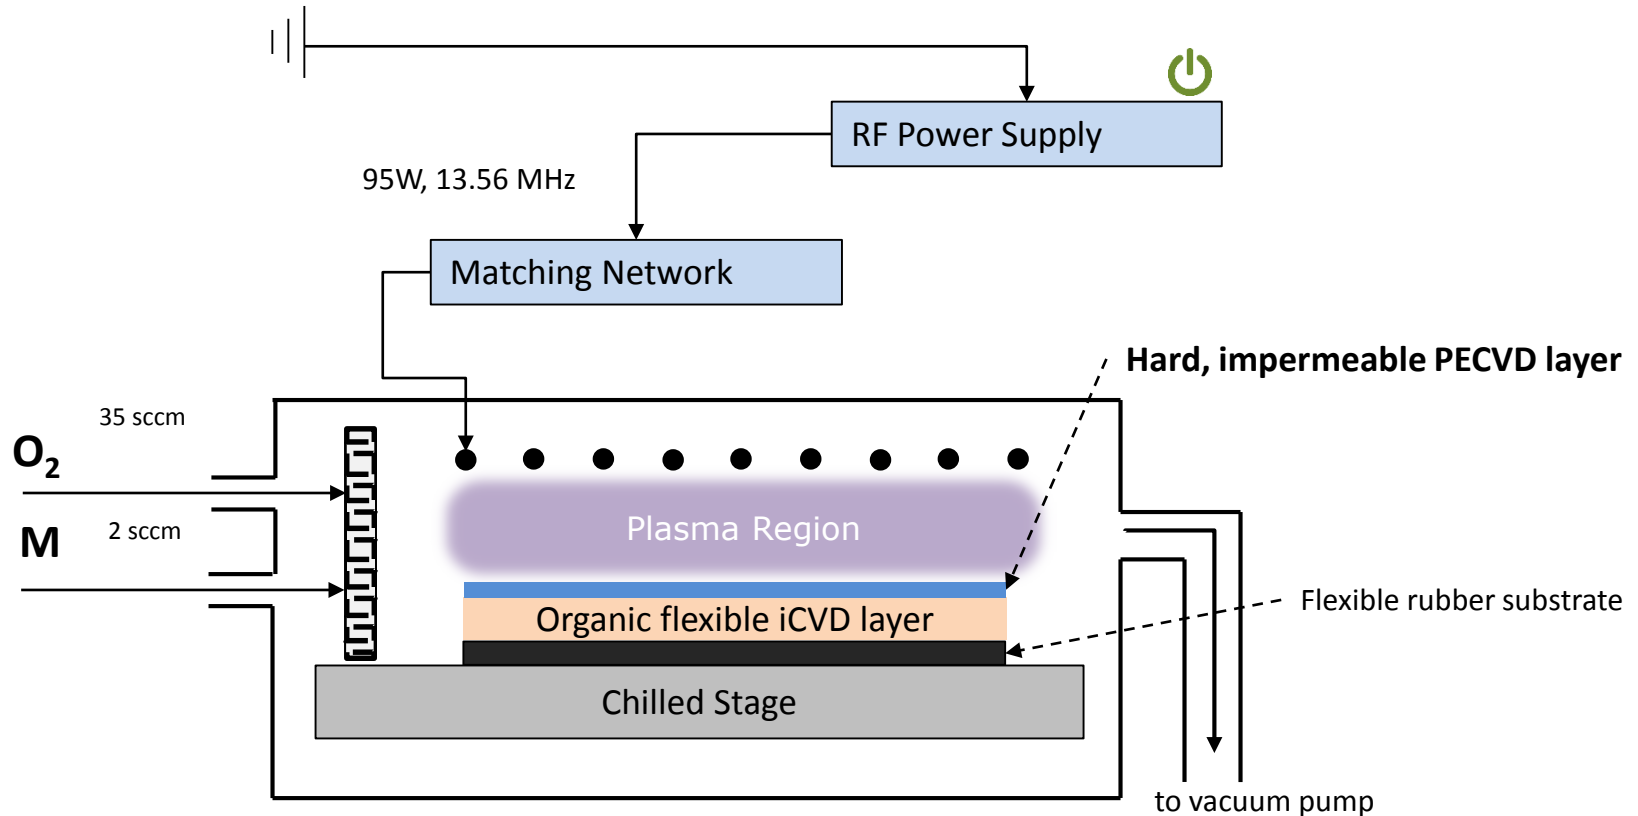 RF Power Supply
95W, 13.56 MHz
Matching Network
Hard, impermeable PECVD layer
35 sccm
O₂
2 sccm
M
Plasma Region
Organic flexible iCVD layer
Flexible rubber substrate
Chilled Stage
to vacuum pump